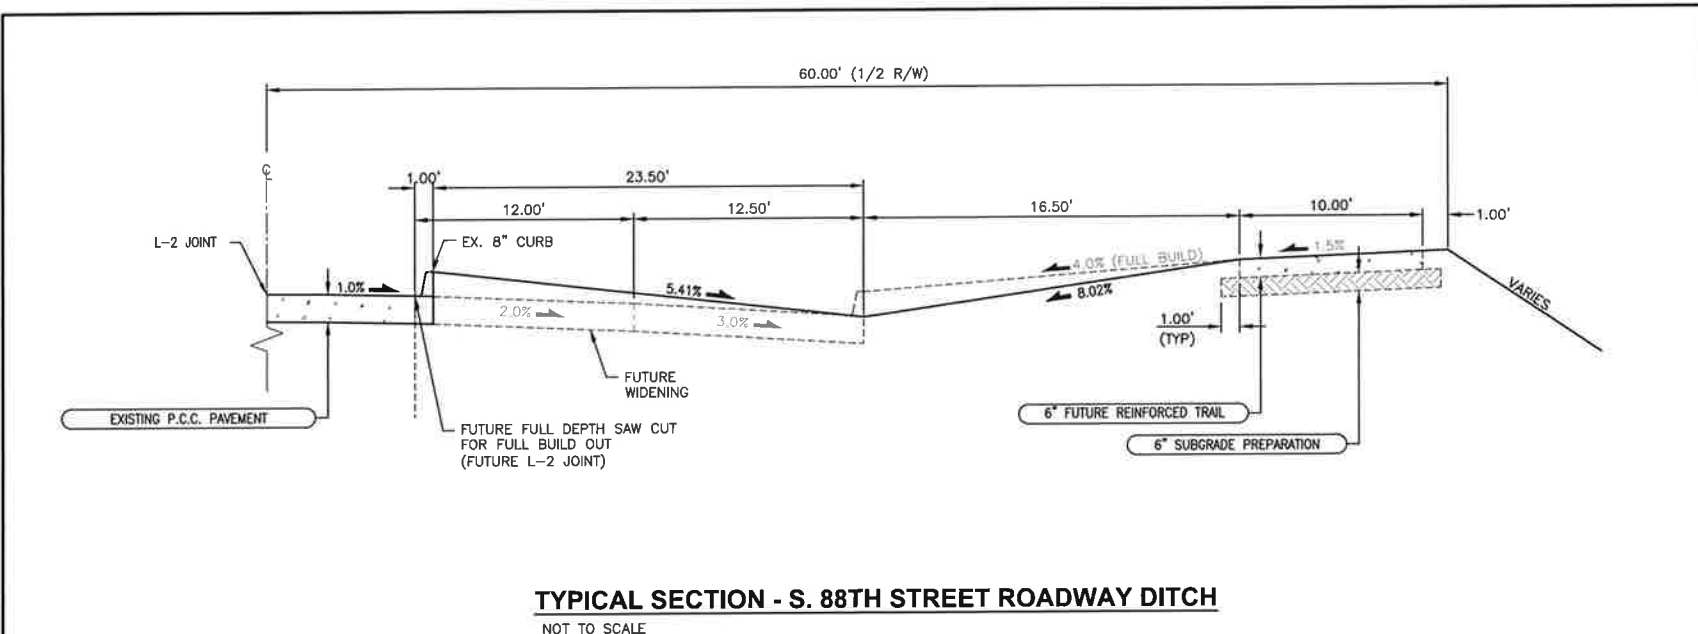 60.00' (1/2 R/W)
℄
1.00'
23.50'
12.00'
12.50'
16.50'
10.00'
1.00'
L-2 JOINT
EX. 8" CURB
1.0%
5.41%
4.0% (FULL BUILD)
1.5%
8.02%
2.0%
3.0%
VARIES
1.00'
(TYP)
FUTURE
WIDENING
EXISTING P.C.C. PAVEMENT
6" FUTURE REINFORCED TRAIL
FUTURE FULL DEPTH SAW CUT
FOR FULL BUILD OUT
(FUTURE L-2 JOINT)
6" SUBGRADE PREPARATION
TYPICAL SECTION - S. 88TH STREET ROADWAY DITCH
NOT TO SCALE